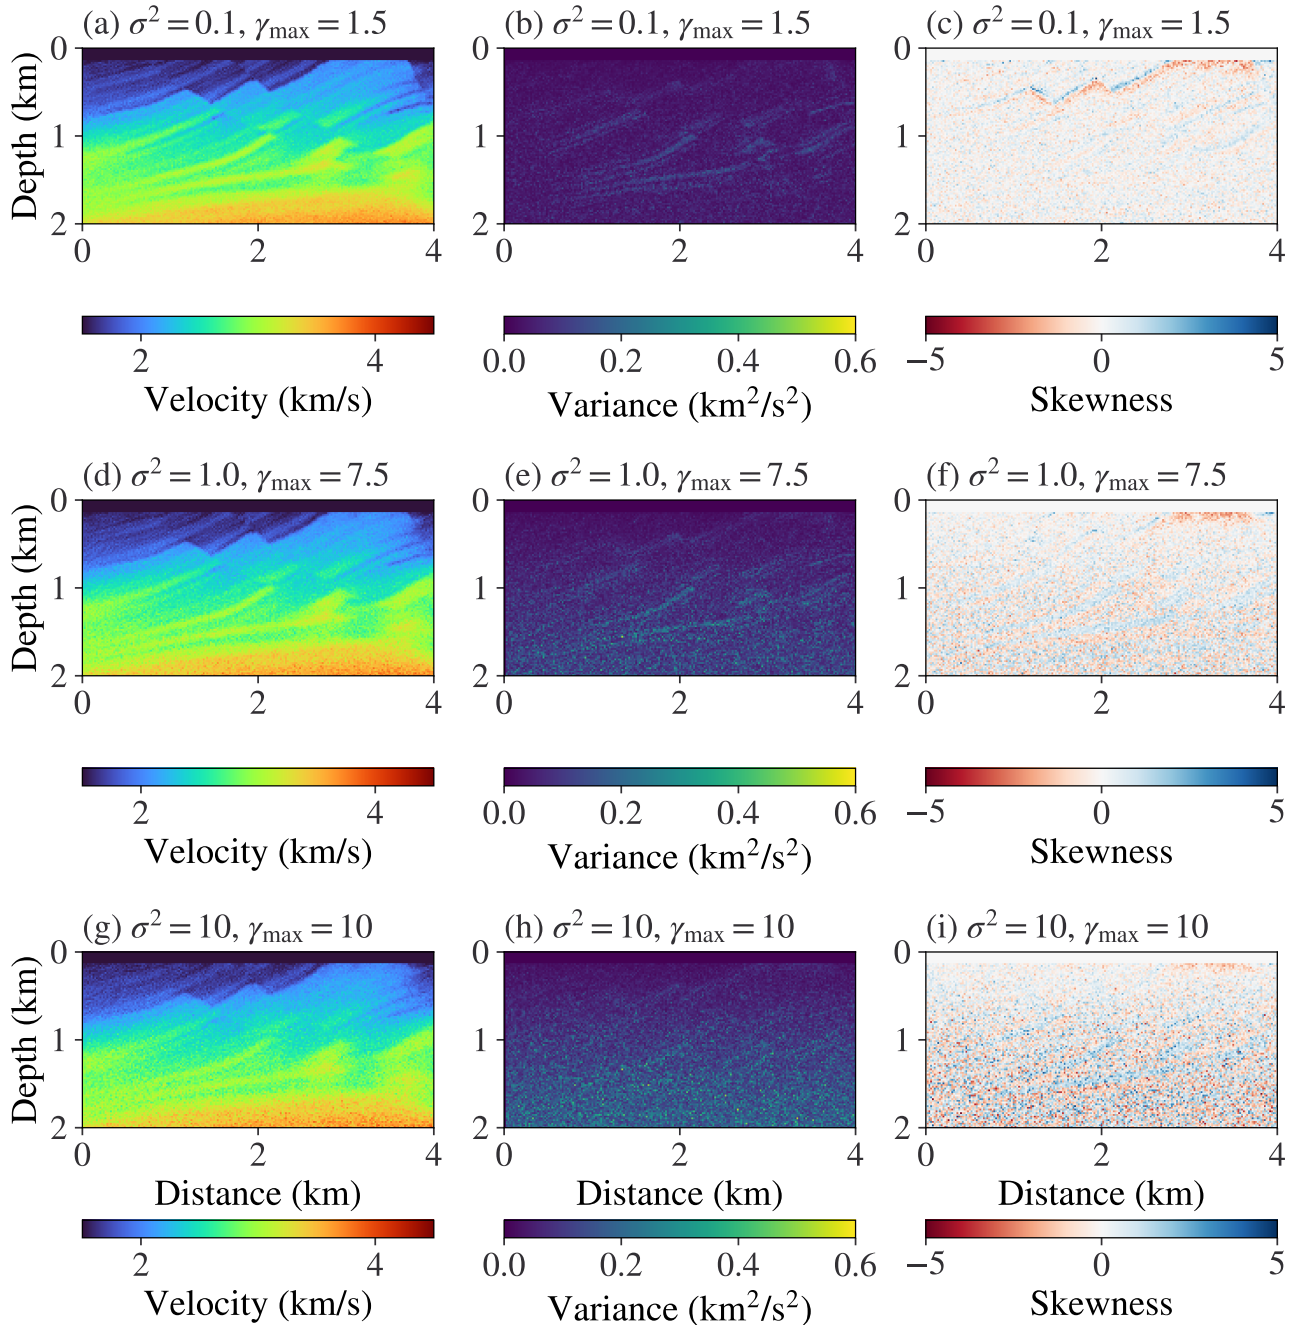 (a) σ² = 0.1, γmax = 1.5 (b) σ² = 0.1, γmax = 1.5 (c) σ² = 0.1, γmax = 1.5
Depth (km)
0 1 2
0 2 4
0 1 2
0 2 4
0 1 2
0 2 4
2 4
Velocity (km/s)
0.0 0.2 0.4 0.6
Variance (km²/s²)
−5 0 5
Skewness
(d) σ² = 1.0, γmax = 7.5 (e) σ² = 1.0, γmax = 7.5 (f) σ² = 1.0, γmax = 7.5
Depth (km)
0 1 2
0 2 4
0 1 2
0 2 4
0 1 2
0 2 4
2 4
Velocity (km/s)
0.0 0.2 0.4 0.6
Variance (km²/s²)
−5 0 5
Skewness
(g) σ² = 10, γmax = 10 (h) σ² = 10, γmax = 10 (i) σ² = 10, γmax = 10
Depth (km)
0 1 2
0 2 4
Distance (km)
0 1 2
0 2 4
Distance (km)
0 1 2
0 2 4
Distance (km)
2 4
Velocity (km/s)
0.0 0.2 0.4 0.6
Variance (km²/s²)
−5 0 5
Skewness